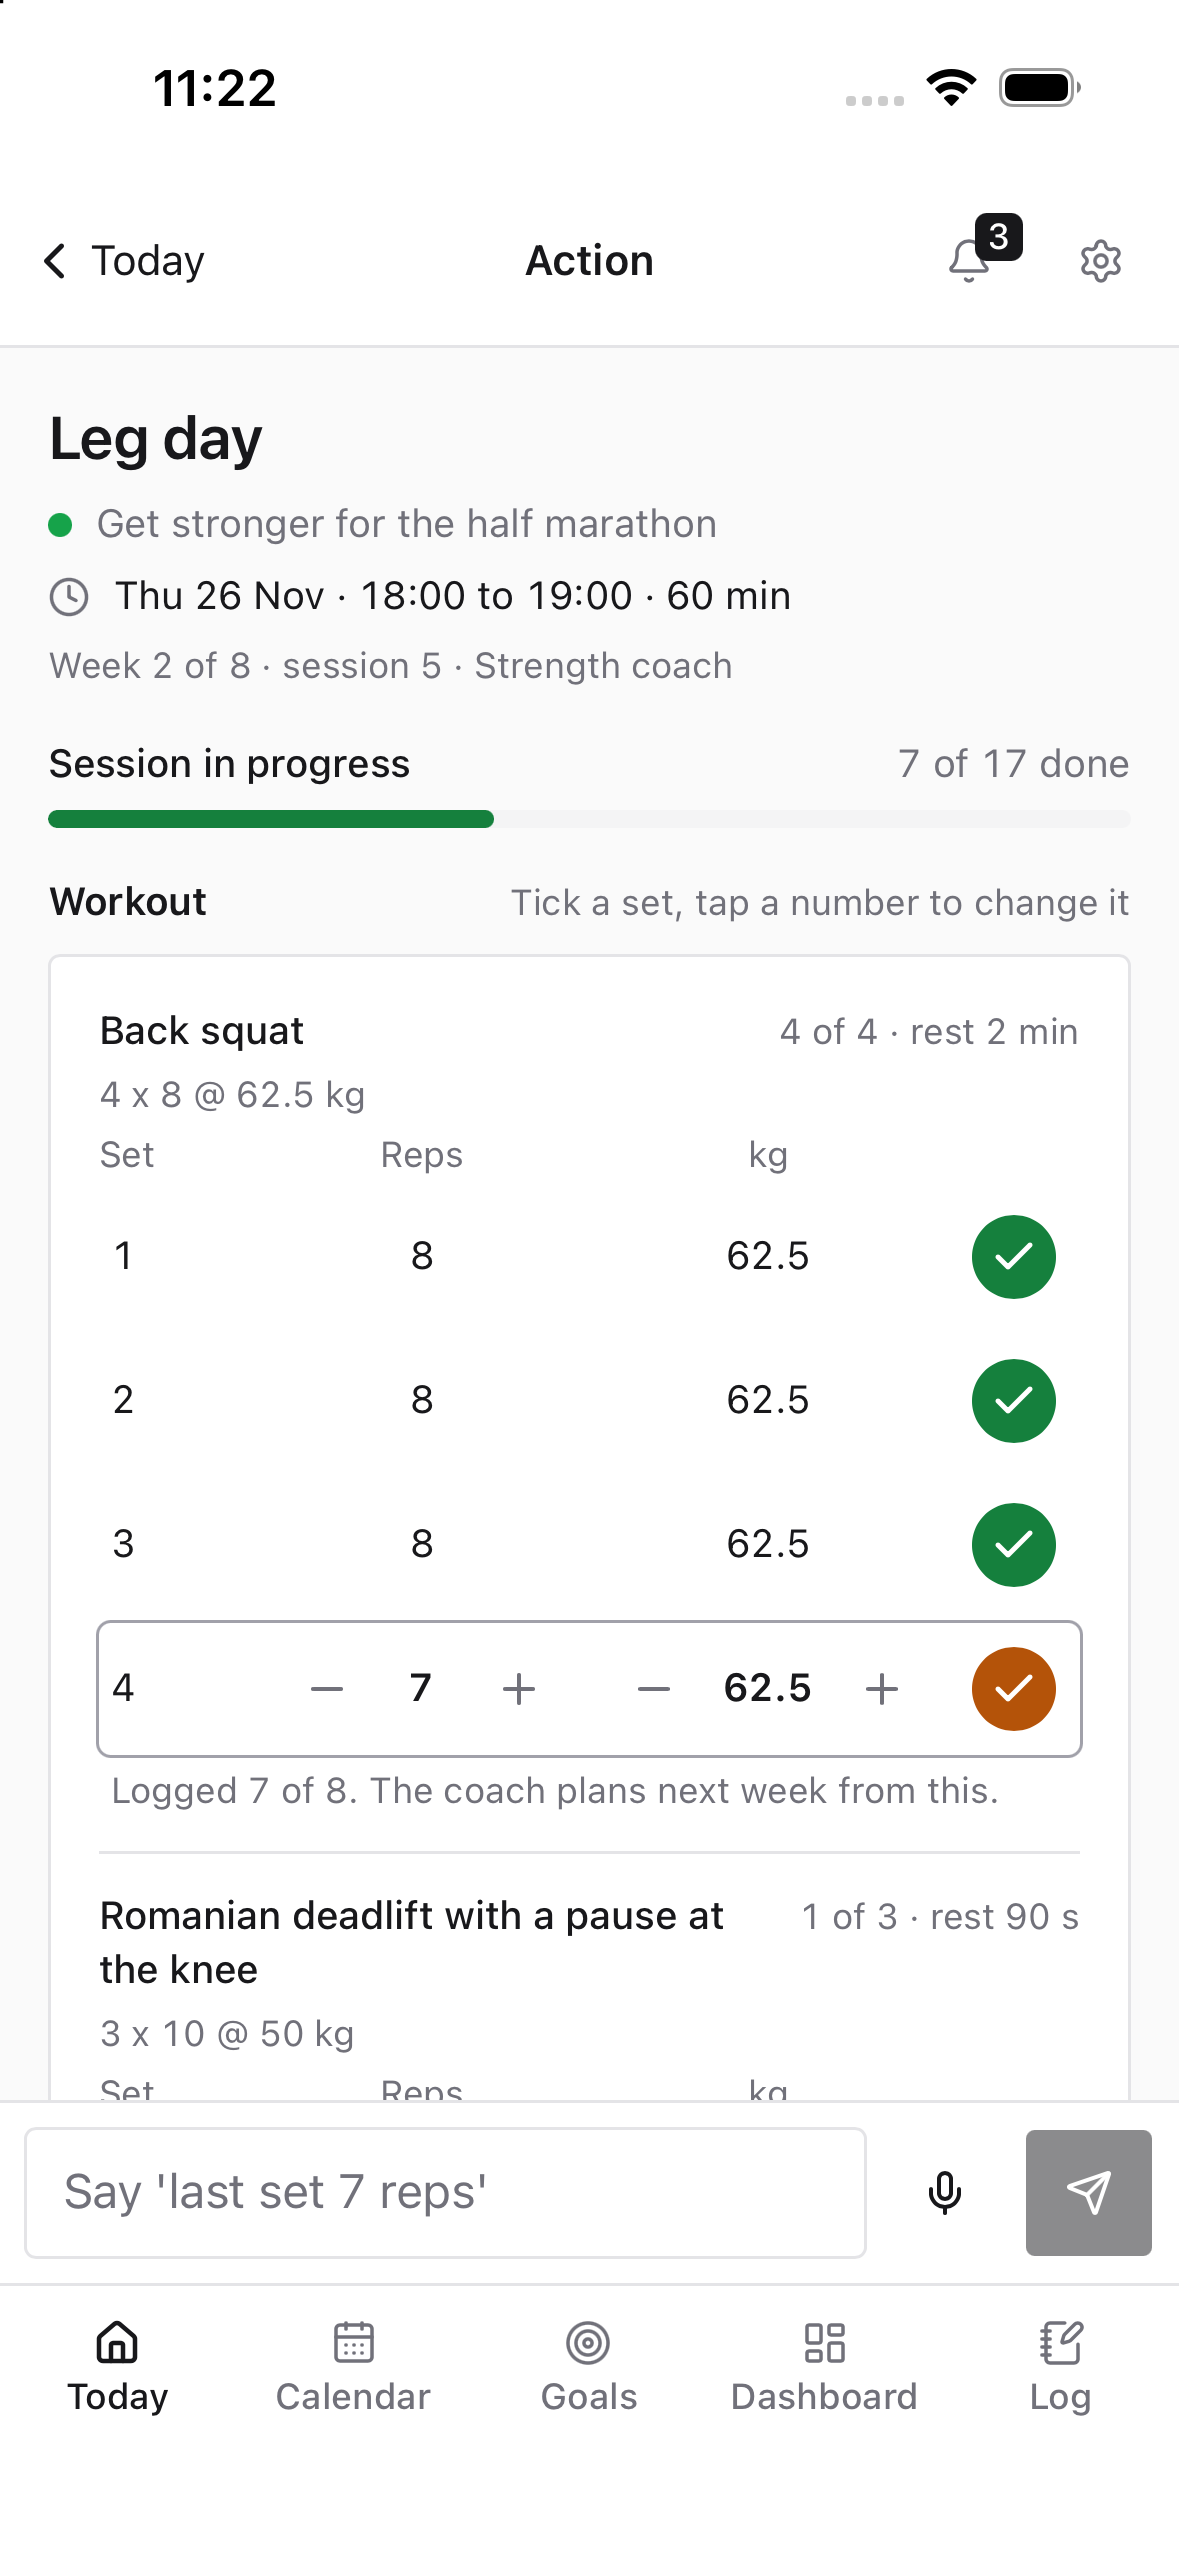 11:22
Today
Action
3
Leg day
Get stronger for the half marathon
Thu 26 Nov · 18:00 to 19:00 · 60 min
Week 2 of 8 · session 5 · Strength coach
Session in progress
7 of 17 done
Workout
Tick a set, tap a number to change it
Back squat
4 of 4 · rest 2 min
4 x 8 @ 62.5 kg
Set Reps kg
1 8 62.5
2 8 62.5
3 8 62.5
4 − 7 + − 62.5 +
Logged 7 of 8. The coach plans next week from this.
Romanian deadlift with a pause at
the knee
1 of 3 · rest 90 s
3 x 10 @ 50 kg
Set Reps kg
Say 'last set 7 reps'
Today Calendar Goals Dashboard Log